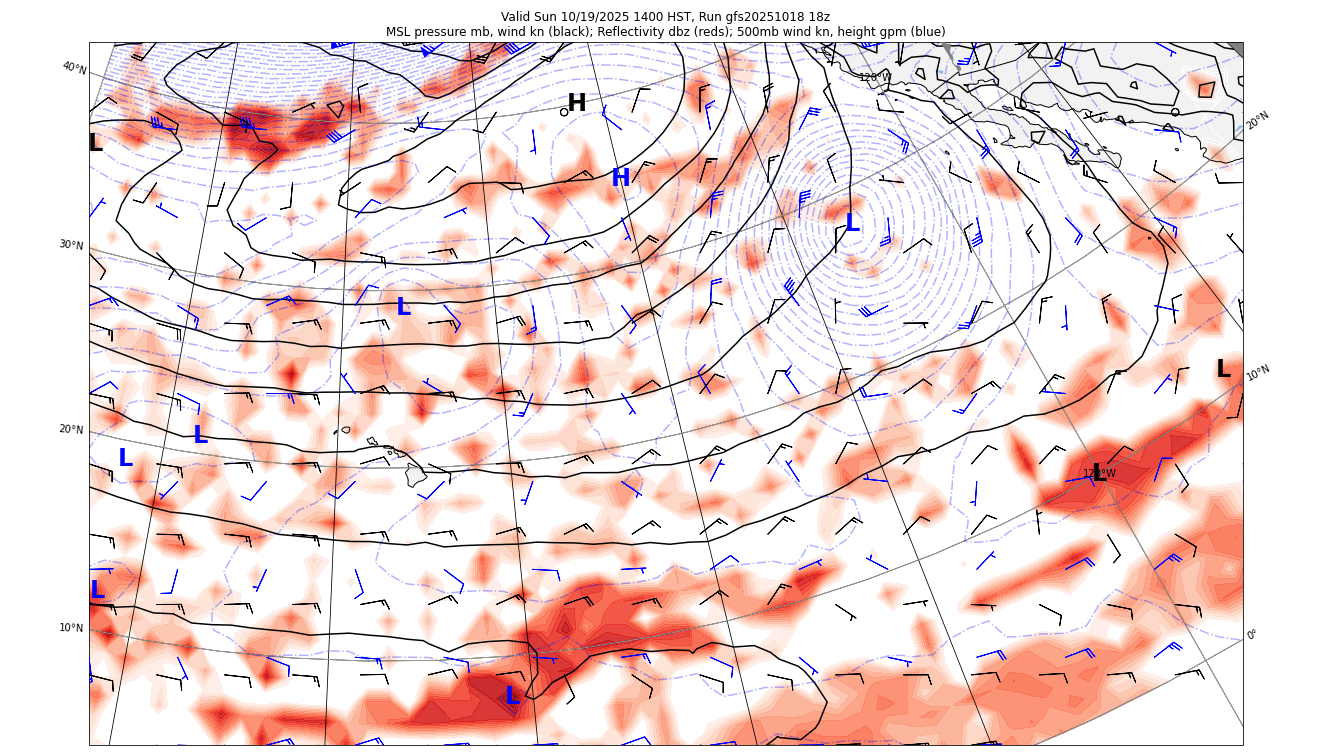 Valid Sun 10/19/2025 1400 HST, Run gfs20251018 18z
MSL pressure mb, wind kn (black); Reflectivity dbz (reds); 500mb wind kn, height gpm (blue)
40°N
128°W
H
20°N
L
H
L
30°N
L
L
10°N
20°N
L
L
L
120°W
L
10°N
0°
L